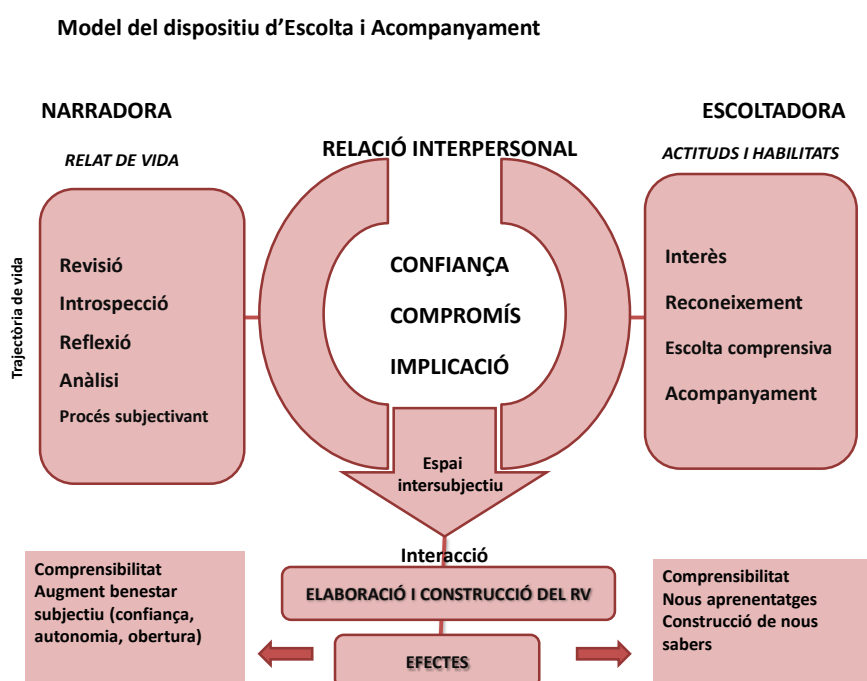 Model del dispositiu d’Escolta i Acompanyament
NARRADORA
RELAT DE VIDA
Trajectòria de vida
Revisió
Introspecció
Reflexió
Anàlisi
Procés subjectivant
RELACIÓ INTERPERSONAL
CONFIANÇA
COMPROMÍS
IMPLICACIÓ
Espai
intersubjectiu
ESCOLTADORA
ACTITUDS I HABILITATS
Interès
Reconeixement
Escolta comprensiva
Acompanyament
Interacció
ELABORACIÓ I CONSTRUCCIÓ DEL RV
EFECTES
Comprensibilitat
Augment benestar
subjectiu (confiança,
autonomia, obertura)
Comprensibilitat
Nous aprenentatges
Construcció de nous
sabers